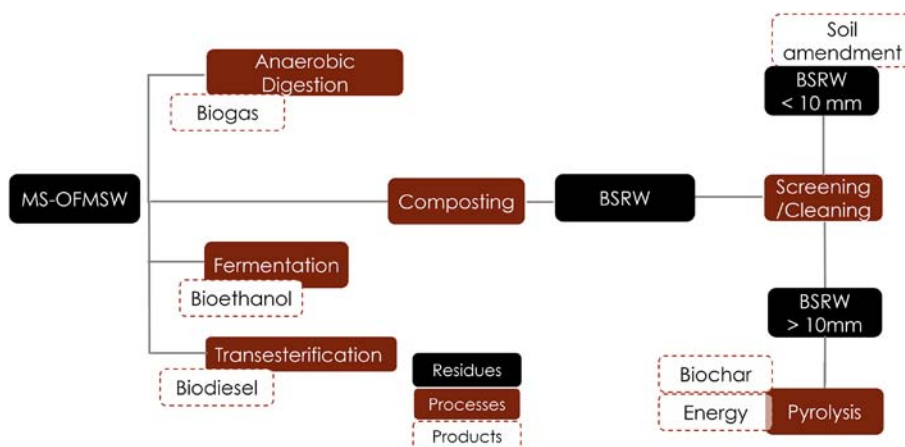 Soil
amendment
Anaerobic
Digestion
BSRW
< 10 mm
Biogas
MS-OFMSW
Composting
BSRW
Screening
/Cleaning
Fermentation
Bioethanol
BSRW
> 10mm
Transesterification
Biodiesel
Residues
Processes
Products
Biochar
Energy
Pyrolysis